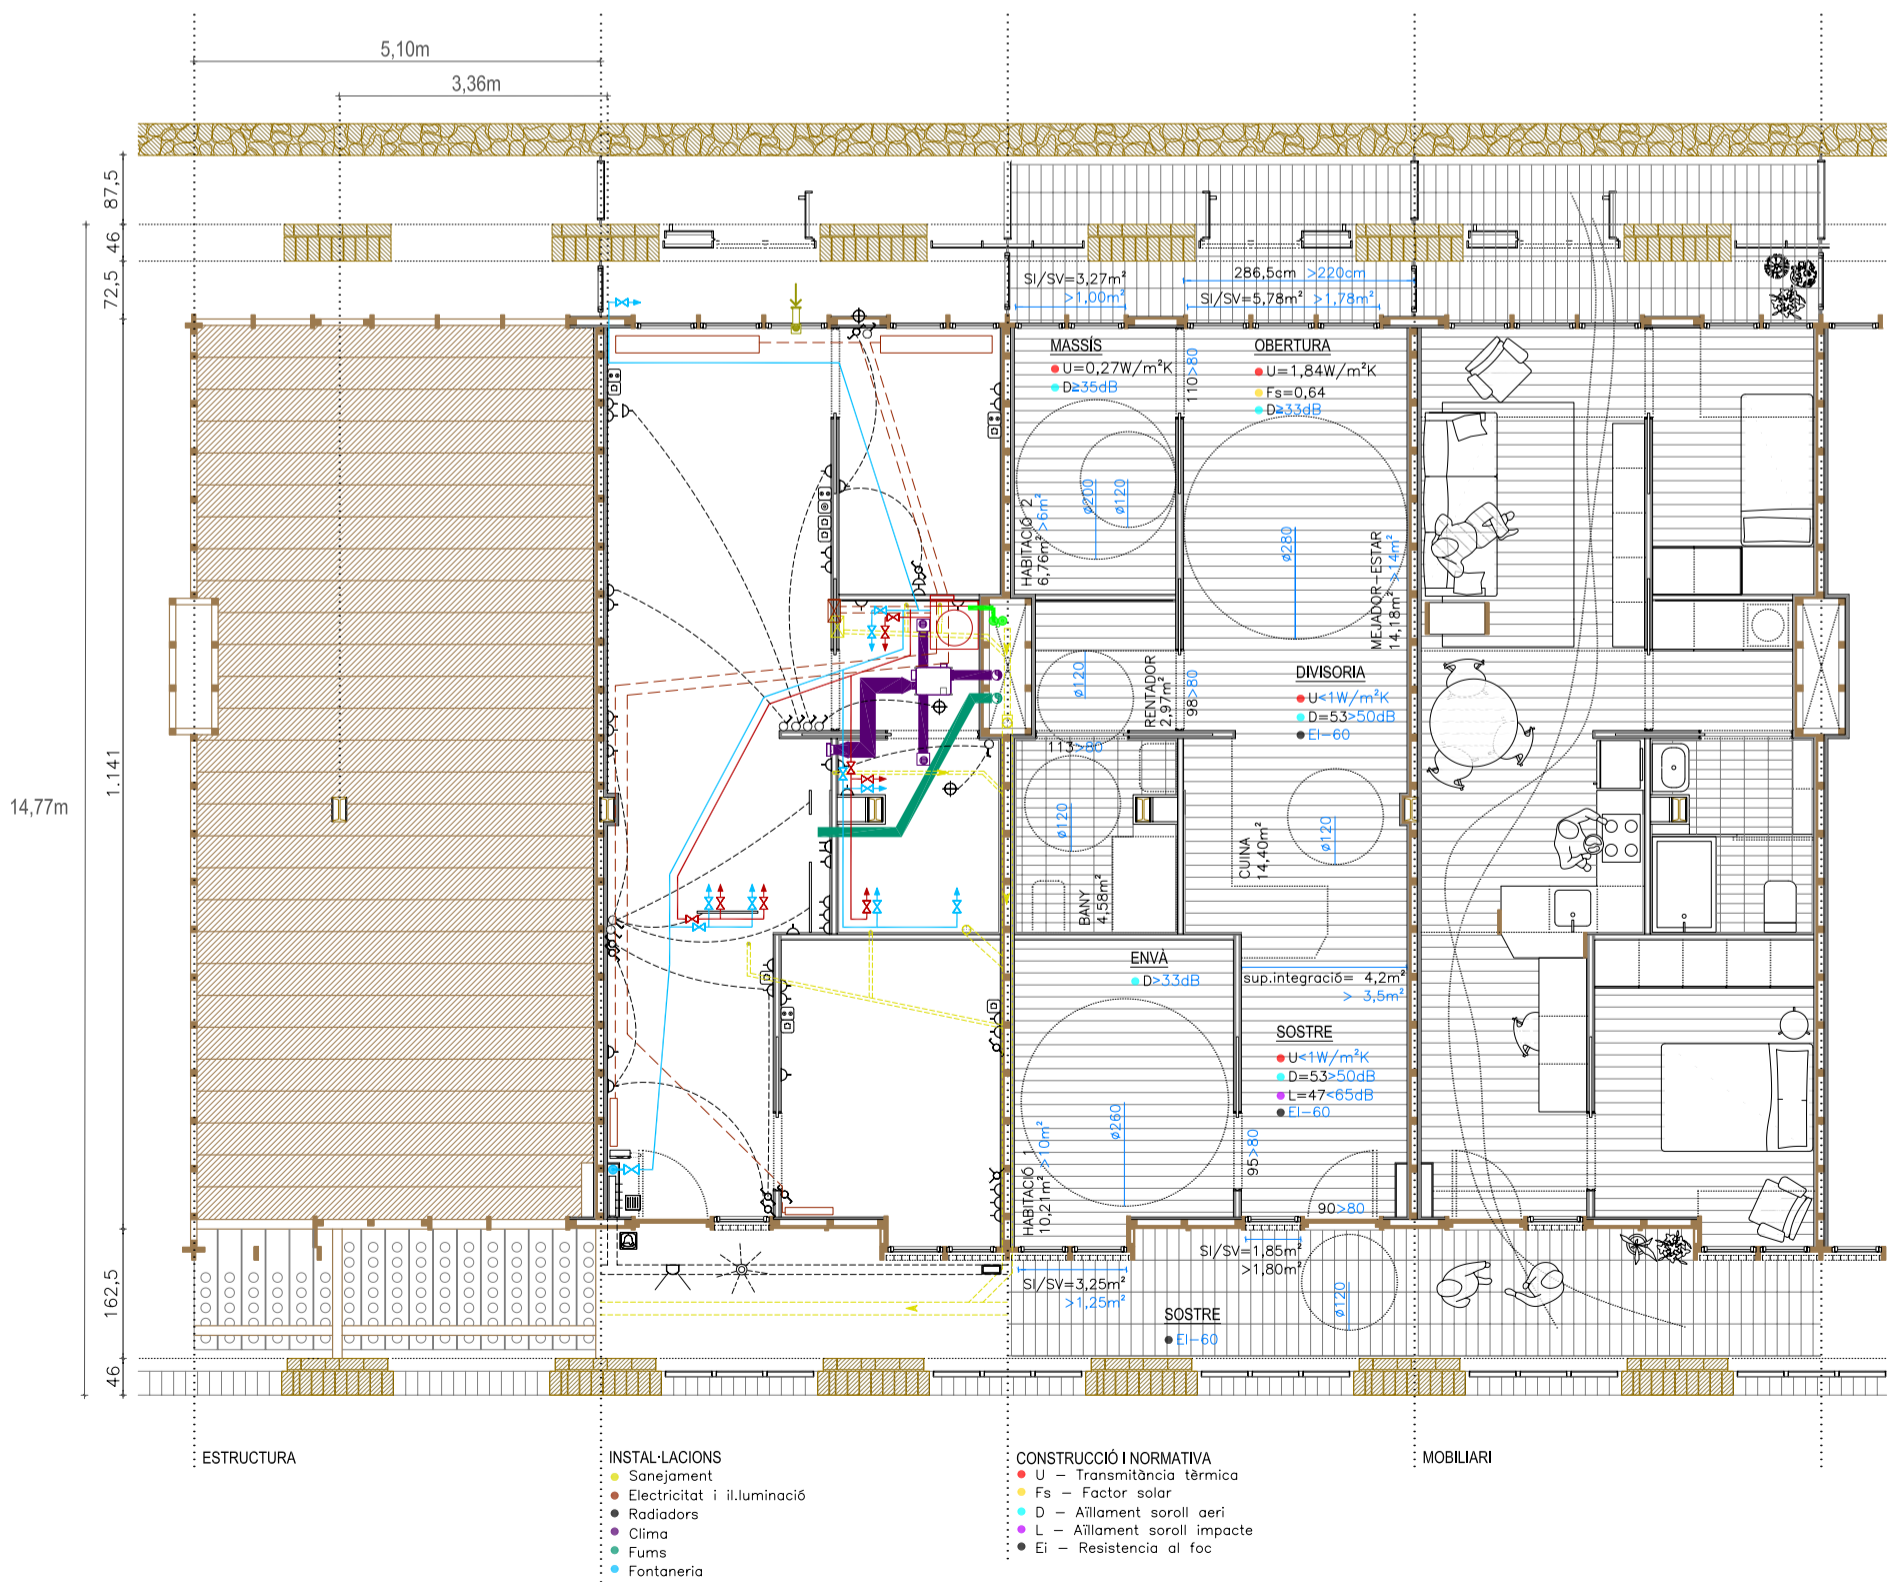 5,10m
3,36m
87,5
46
72,5
1.141
14,77m
162,5
46
SI/SV=3,27m²
>1,00m²
286,5cm >220cm
SI/SV=5,78m² >1,78m²
MASSÍS
U=0,27W/m²K
D≥35dB
110>80
OBERTURA
U=1,84W/m²K
Fs=0,64
D≥33dB
ø200
ø120
HABITACIÓ 2
6,76m² >6m²
ø280
MEJADOR-ESTAR
14,18m² >14m²
ø120
RENTADOR
2,97m²
98>80
DIVISORIA
U<1W/m²K
D=53>50dB
EI-60
113>80
ø120
BANY
4,58m²
CUINA
14,40m²
ø120
ENVÀ
D>33dB
sup.integració= 4,2m²
> 3,5m²
SOSTRE
U<1W/m²K
D=53>50dB
L=47<65dB
EI-60
ø260
HABITACIÓ 1
10,21m² >10m²
95>80
90>80
SI/SV=1,85m²
>1,80m²
SI/SV=3,25m²
>1,25m²
ø120
SOSTRE
EI-60
ESTRUCTURA
INSTAL·LACIONS
Sanejament
Electricitat i il.luminació
Radiadors
Clima
Fums
Fontaneria
CONSTRUCCIÓ I NORMATIVA
U – Transmitància tèrmica
Fs – Factor solar
D – Aïllament soroll aeri
L – Aïllament soroll impacte
Ei – Resistencia al foc
MOBILIARI